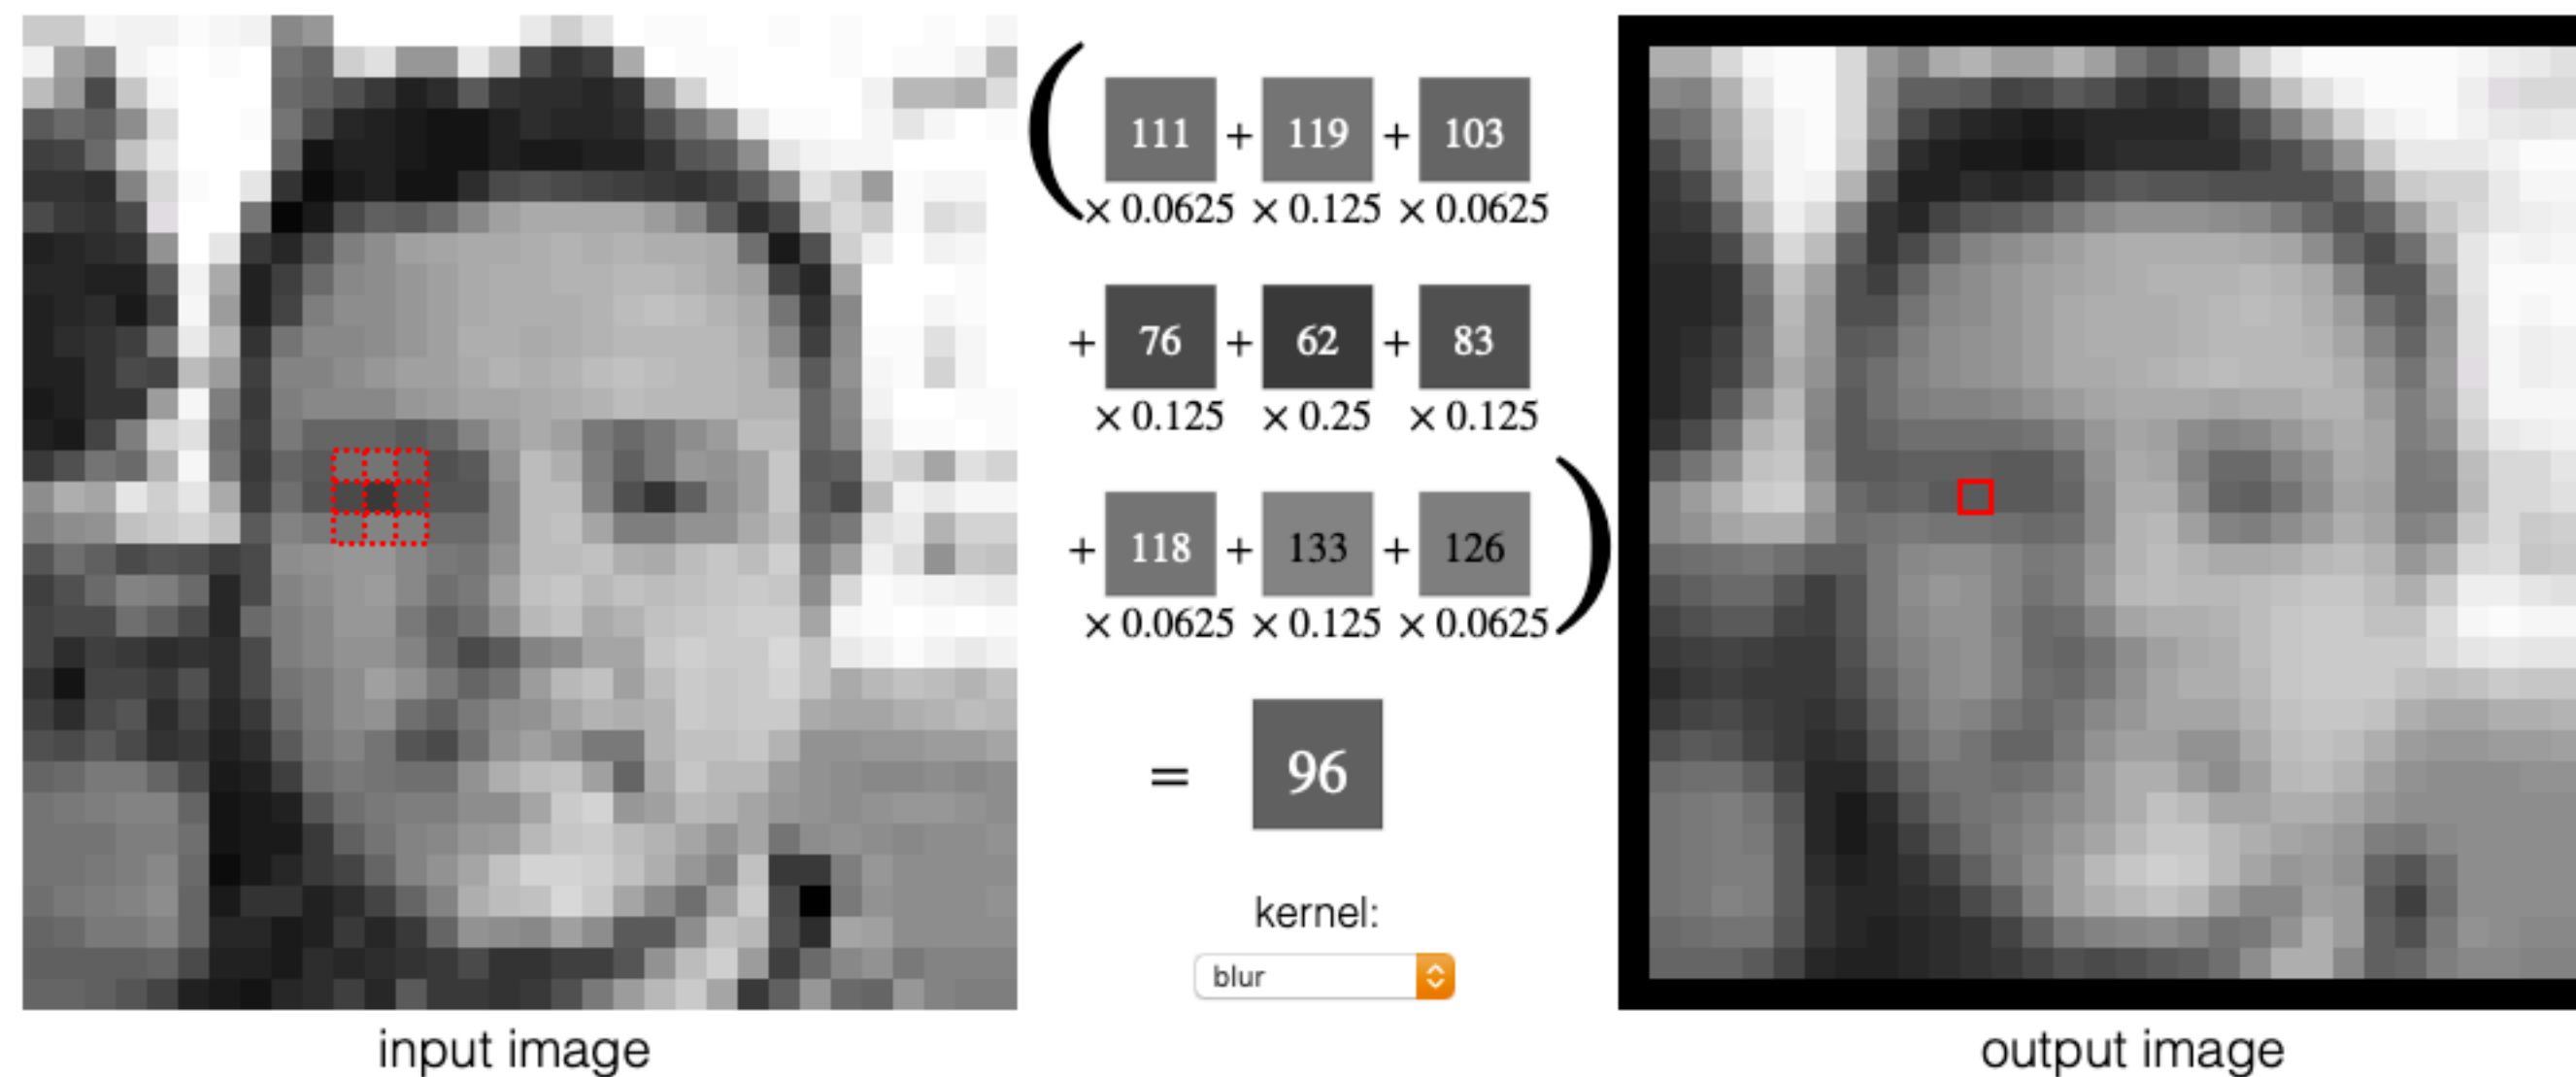 ( 111 + 119 + 103
× 0.0625 × 0.125 × 0.0625
+ 76 + 62 + 83
× 0.125 × 0.25 × 0.125
+ 118 + 133 + 126 )
× 0.0625 × 0.125 × 0.0625
= 96
kernel:
blur
input image
output image